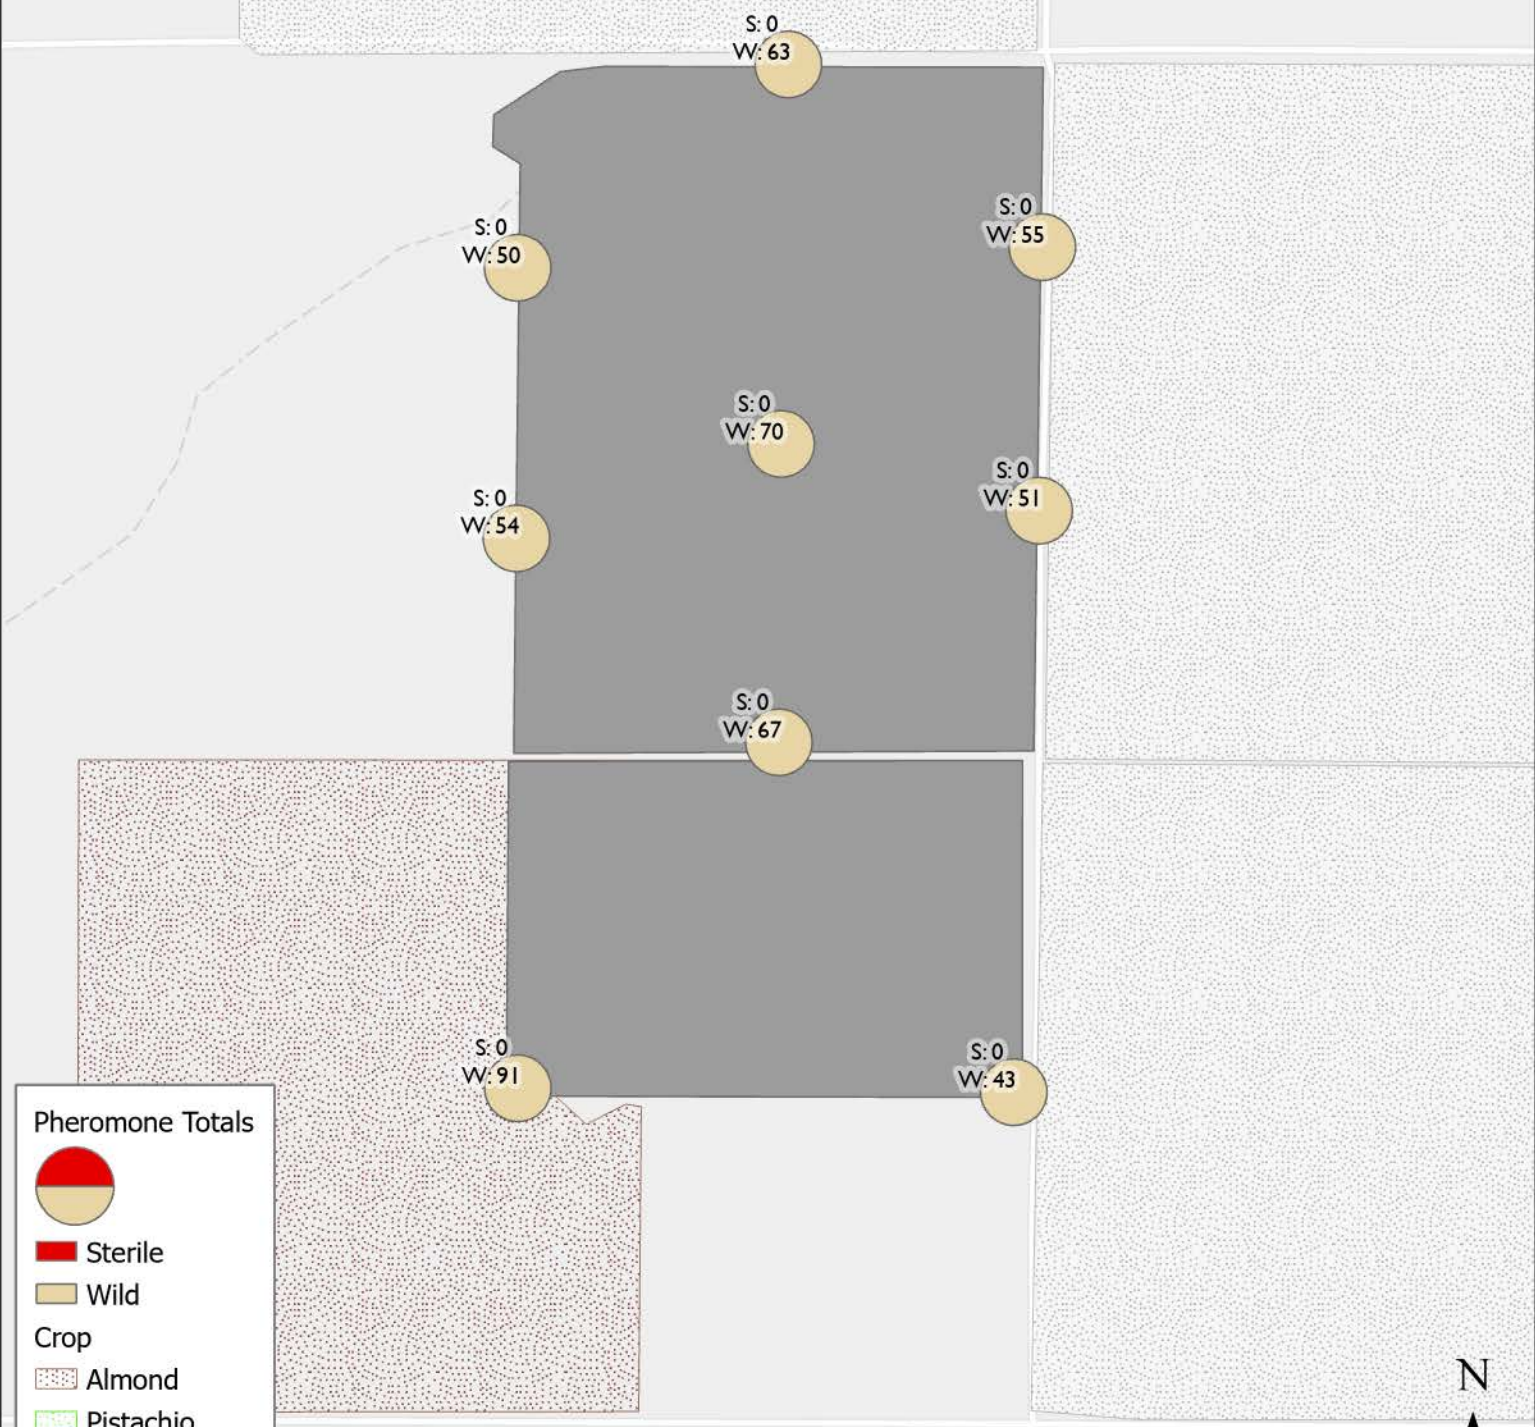 S: 0
W: 63
S: 0
W: 55
S: 0
W: 50
S: 0
W: 70
S: 0
W: 51
S: 0
W: 54
S: 0
W: 67
S: 0
W: 91
S: 0
W: 43
Pheromone Totals
Sterile
Wild
Crop
Almond
Pistachio
N